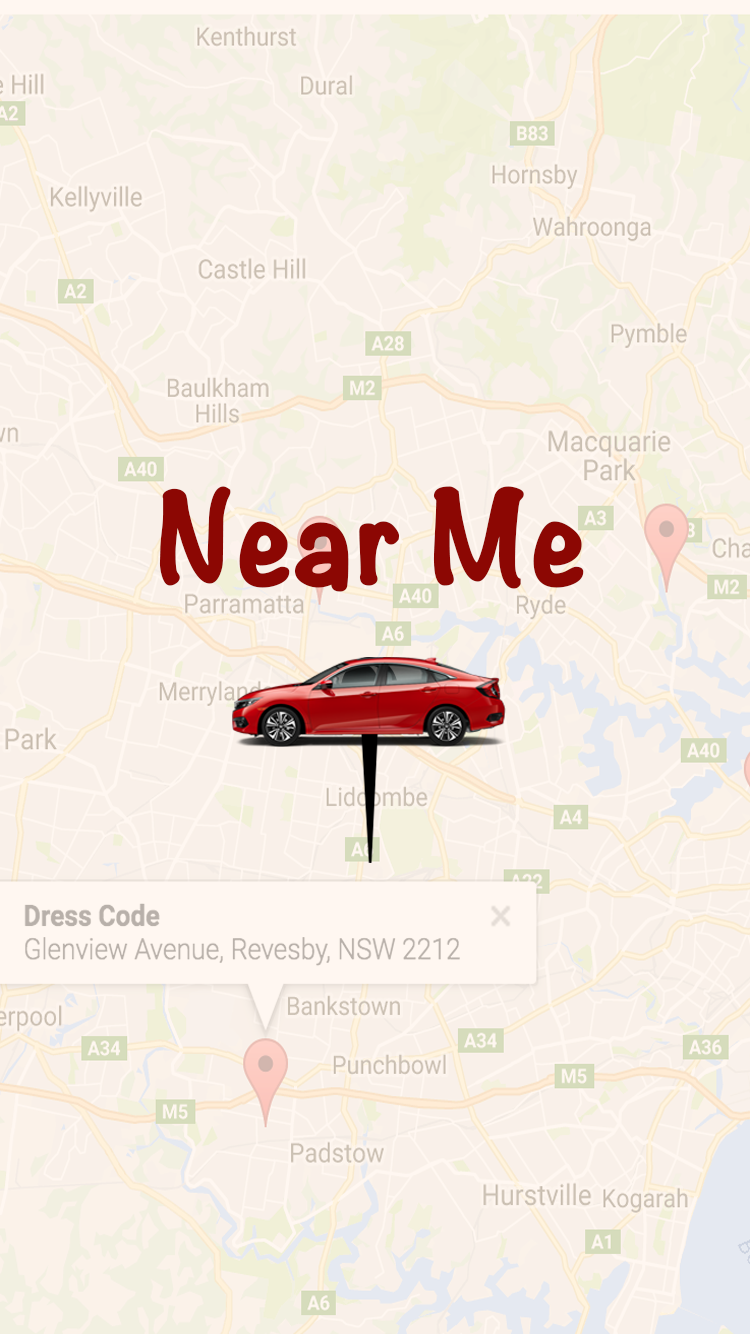 Kenthurst
Hill
Dural
A2
B83
Hornsby
Kellyville
Wahroonga
Castle Hill
A2
Pymble
A28
M2
Baulkham
Hills
Macquarie
Park
A40
A3
Near Me
M2
Parramatta
A40
Ryde
A6
Merryland
Park
A40
Lidcombe
A4
A6
A22
Dress Code
Glenview Avenue, Revesby, NSW 2212
Bankstown
A34
A34
A36
Punchbowl
M5
M5
Padstow
Hurstville
Kogarah
A1
A6